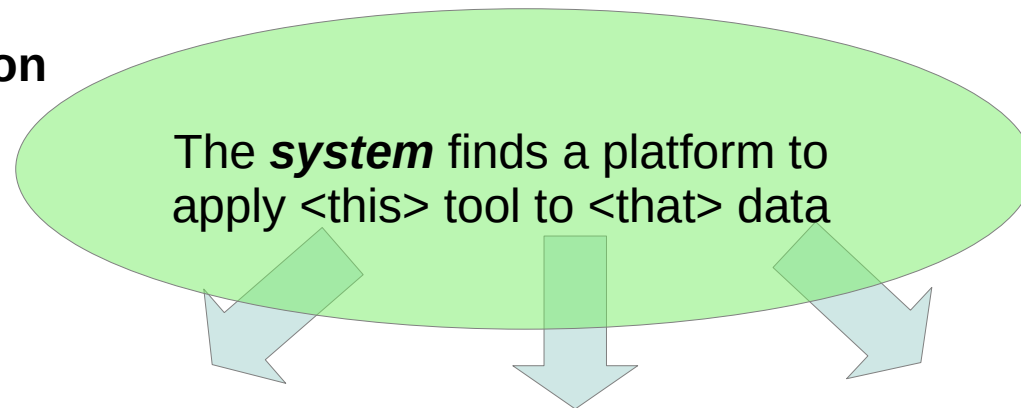 on
The system finds a platform to
apply <this> tool to <that> data